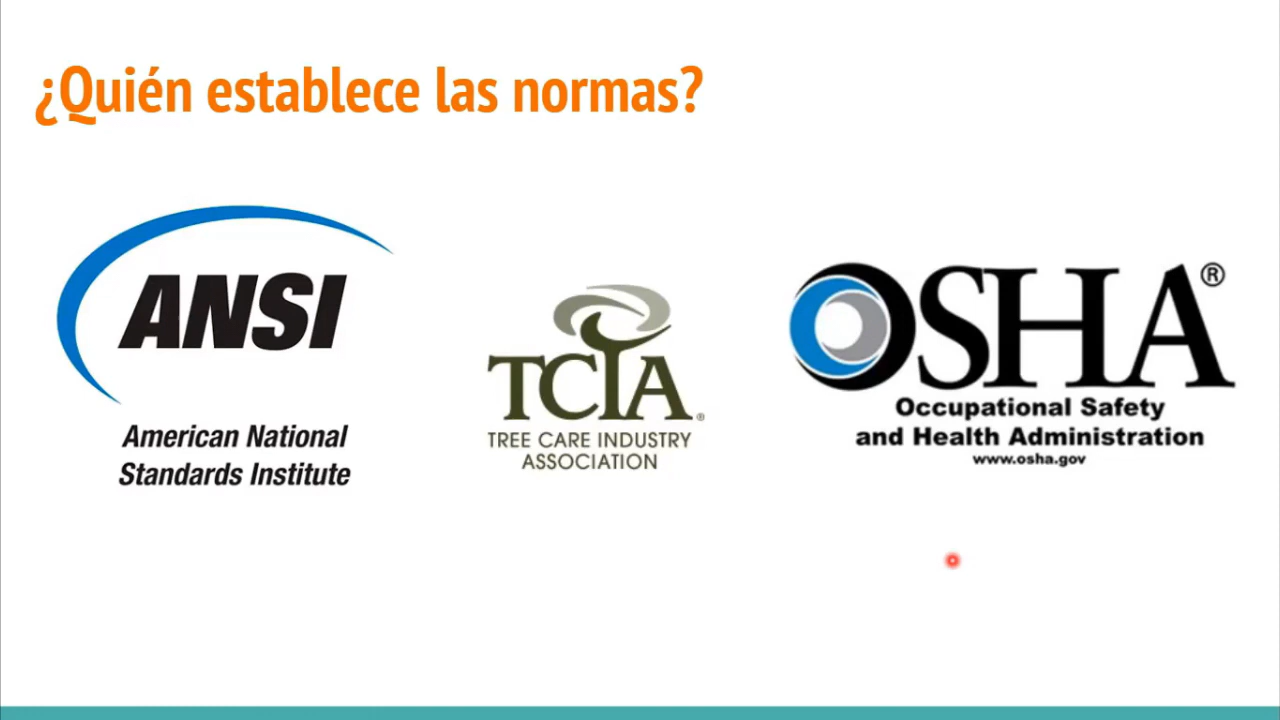 ¿Quién establece las normas?
ANSI
American National
Standards Institute
TCIA®
TREE CARE INDUSTRY
ASSOCIATION
OSHA®
Occupational Safety
and Health Administration
www.osha.gov